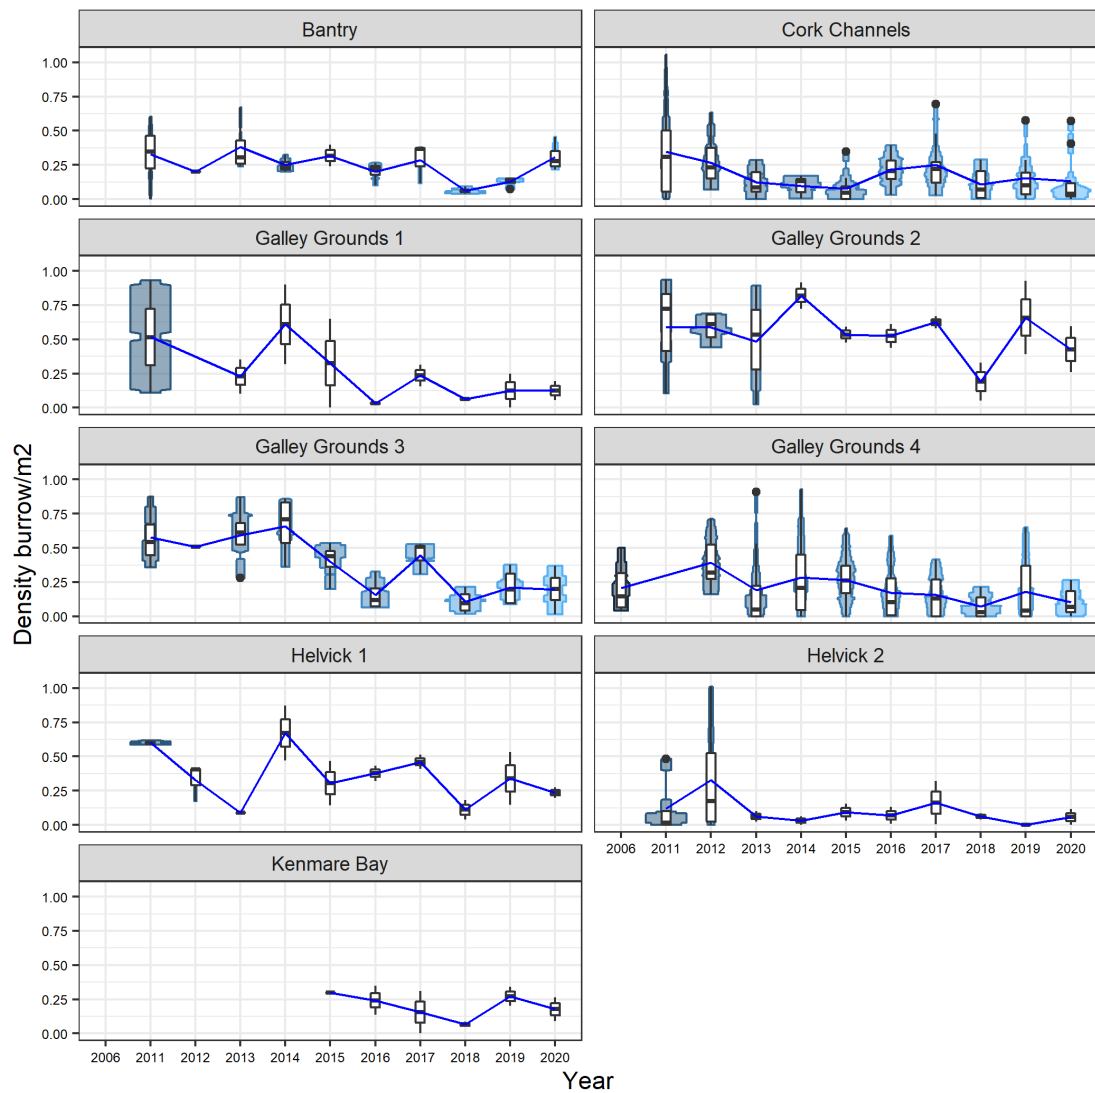 Bantry
Cork Channels
1.00
0.75
0.50
0.25
0.00
Galley Grounds 1
Galley Grounds 2
1.00
0.75
0.50
0.25
0.00
Galley Grounds 3
Galley Grounds 4
1.00
0.75
0.50
0.25
0.00
Helvick 1
Helvick 2
1.00
0.75
0.50
0.25
0.00
2006 2011 2012 2013 2014 2015 2016 2017 2018 2019 2020
Kenmare Bay
1.00
0.75
0.50
0.25
0.00
2006 2011 2012 2013 2014 2015 2016 2017 2018 2019 2020
Year
Density burrow/m2